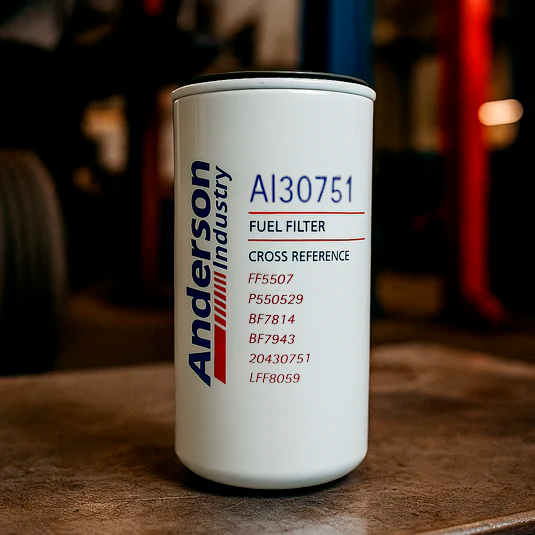 Anderson
Industry
AI30751
FUEL FILTER
CROSS REFERENCE
FF5507
P550529
BF7814
BF7943
20430751
LFF8059